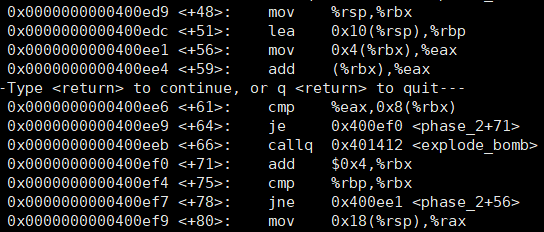 0x0000000000400ed9 <+48>: mov %rsp,%rbx
0x0000000000400edc <+51>: lea 0x10(%rsp),%rbp
0x0000000000400ee1 <+56>: mov 0x4(%rbx),%eax
0x0000000000400ee4 <+59>: add (%rbx),%eax
-Type <return> to continue, or q <return> to quit---
0x0000000000400ee6 <+61>: cmp %eax,0x8(%rbx)
0x0000000000400ee9 <+64>: je 0x400ef0 <phase_2+71>
0x0000000000400eeb <+66>: callq 0x401412 <explode_bomb>
0x0000000000400ef0 <+71>: add $0x4,%rbx
0x0000000000400ef4 <+75>: cmp %rbp,%rbx
0x0000000000400ef7 <+78>: jne 0x400ee1 <phase_2+56>
0x0000000000400ef9 <+80>: mov 0x18(%rsp),%rax